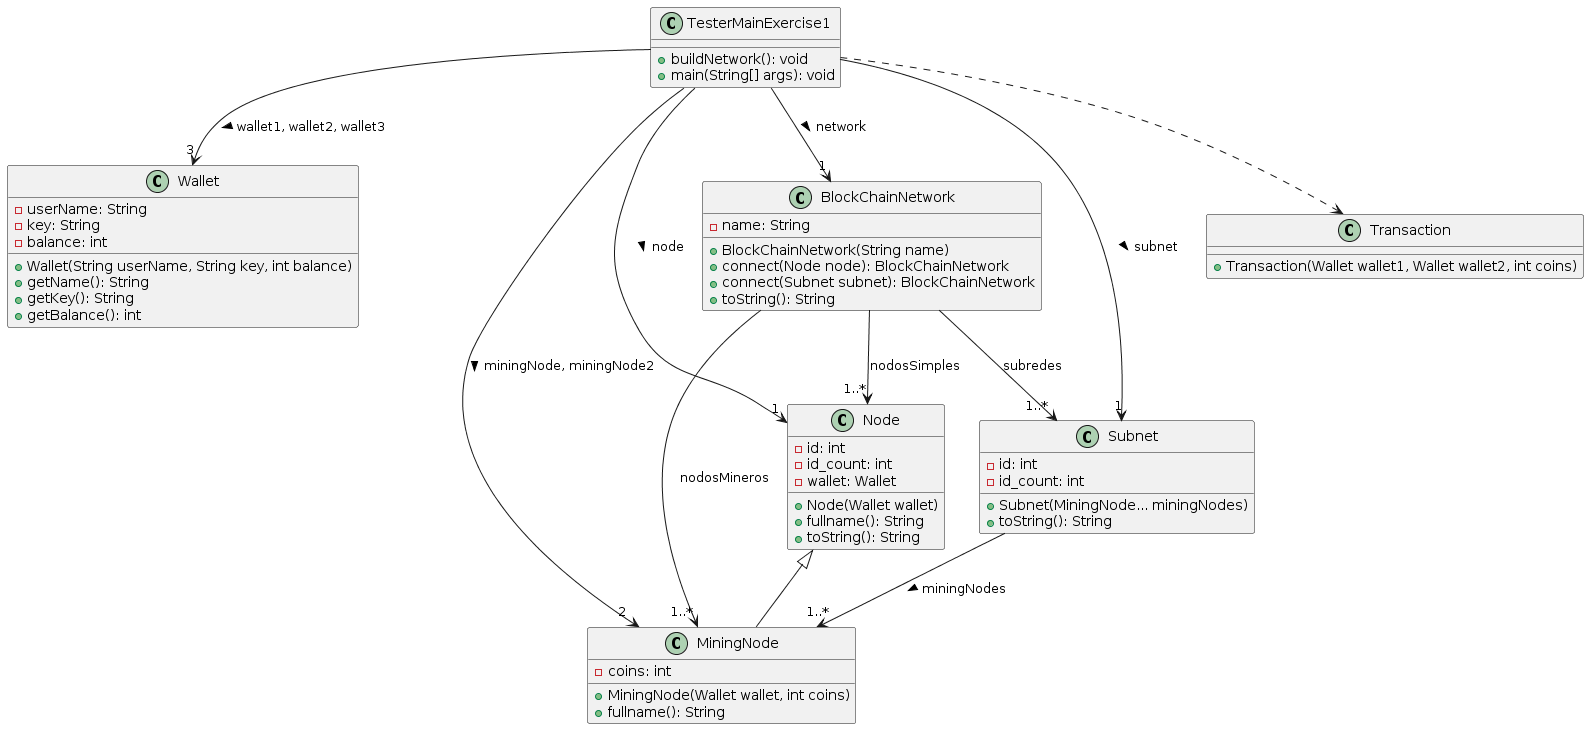 C TesterMainExercise1
buildNetwork(): void
main(String[] args): void
wallet1, wallet2, wallet3
network
3
1
C Wallet
userName: String
key: String
balance: int
Wallet(String userName, String key, int balance)
getName(): String
getKey(): String
getBalance(): int
node
C BlockChainNetwork
name: String
BlockChainNetwork(String name)
connect(Node node): BlockChainNetwork
connect(Subnet subnet): BlockChainNetwork
toString(): String
subnet
C Transaction
Transaction(Wallet wallet1, Wallet wallet2, int coins)
miningNode, miningNode2
nodosSimples
subredes
1..*
1
1..*
1
C Node
id: int
id_count: int
wallet: Wallet
Node(Wallet wallet)
fullname(): String
toString(): String
C Subnet
id: int
id_count: int
Subnet(MiningNode... miningNodes)
toString(): String
nodosMineros
miningNodes
2
1..*
1..*
C MiningNode
coins: int
MiningNode(Wallet wallet, int coins)
fullname(): String